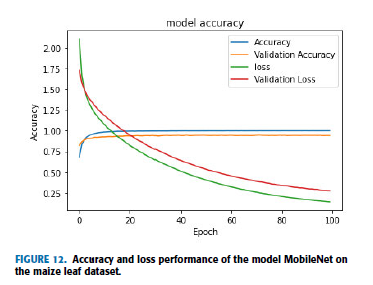 model accuracy
Accuracy
Validation Accuracy
loss
Validation Loss
2.00
1.75
1.50
1.25
1.00
0.75
0.50
0.25
Accuracy
0 20 40 60 80 100
Epoch
FIGURE 12. Accuracy and loss performance of the model MobileNet on
the maize leaf dataset.